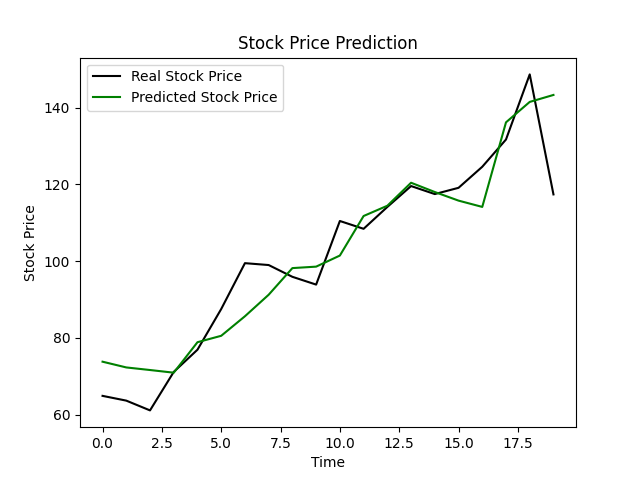 Stock Price Prediction
Real Stock Price
Predicted Stock Price
Stock Price
140
120
100
80
60
0.0 2.5 5.0 7.5 10.0 12.5 15.0 17.5
Time